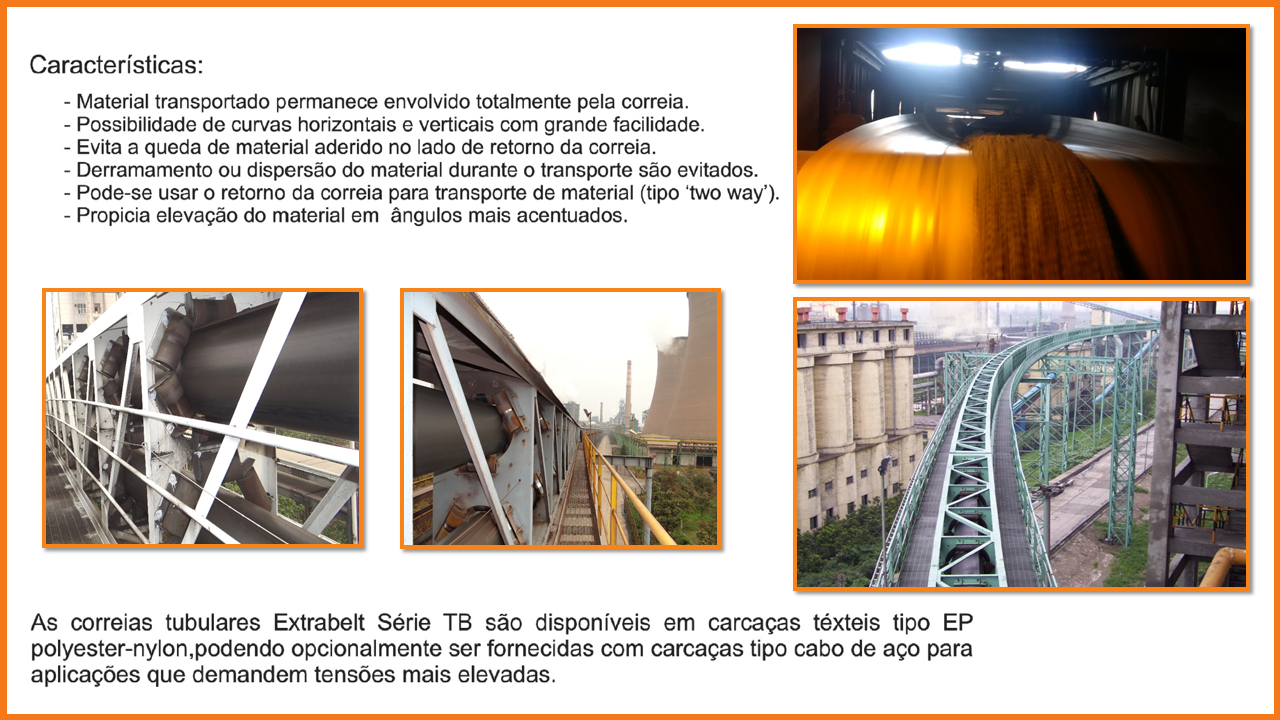 Características:
- Material transportado permanece envolvido totalmente pela correia.
- Possibilidade de curvas horizontais e verticais com grande facilidade.
- Evita a queda de material aderido no lado de retorno da correia.
- Derramamento ou dispersão do material durante o transporte são evitados.
- Pode-se usar o retorno da correia para transporte de material (tipo ‘two way’).
- Propicia elevação do material em  ângulos mais acentuados.
As correias tubulares Extrabelt Série TB são disponíveis em carcaças téxteis tipo EP
polyester-nylon,podendo opcionalmente ser fornecidas com carcaças tipo cabo de aço para
aplicações que demandem tensões mais elevadas.